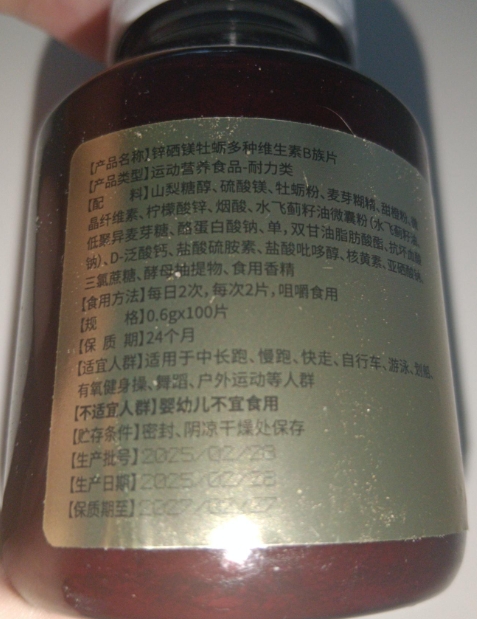 【产品名称】锌硒镁牡蛎多种维生素B族片
【产品类型】运动营养食品-耐力类
【配 料】山梨糖醇、硫酸镁、牡蛎粉、麦芽糊精、甜橙粉、
晶纤维素、柠檬酸锌、烟酸、水飞蓟籽油微囊粉(水飞蓟籽油、
低聚异麦芽糖、酪蛋白酸钠、单,双甘油脂肪酸酯、抗坏血酸
钠)、D-泛酸钙、盐酸硫胺素、盐酸吡哆醇、核黄素、亚硒酸钠、
三氯蔗糖、酵母抽提物、食用香精
【食用方法】每日2次,每次2片,咀嚼食用
【规 格】0.6gx100片
【保 质 期】24个月
【适宜人群】适用于中长跑、慢跑、快走、自行车、游泳、
有氧健身操、舞蹈、户外运动等人群
【不适宜人群】婴幼儿不宜食用
【贮存条件】密封、阴凉干燥处保存
【生产批号】2025/02/28
【生产日期】2025/02/28
【保质期至】2027/02/27